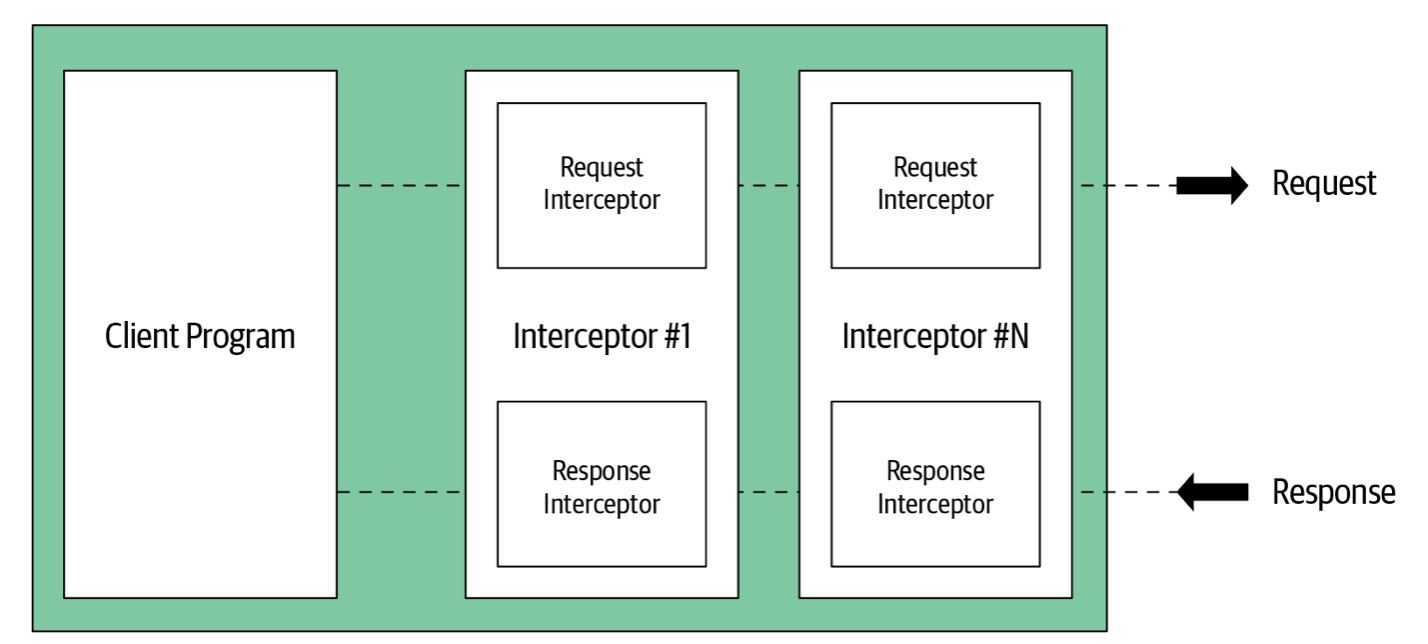 Client Program
Request
Interceptor
Interceptor #1
Response
Interceptor
Request
Interceptor
Interceptor #N
Response
Interceptor
Request
Response